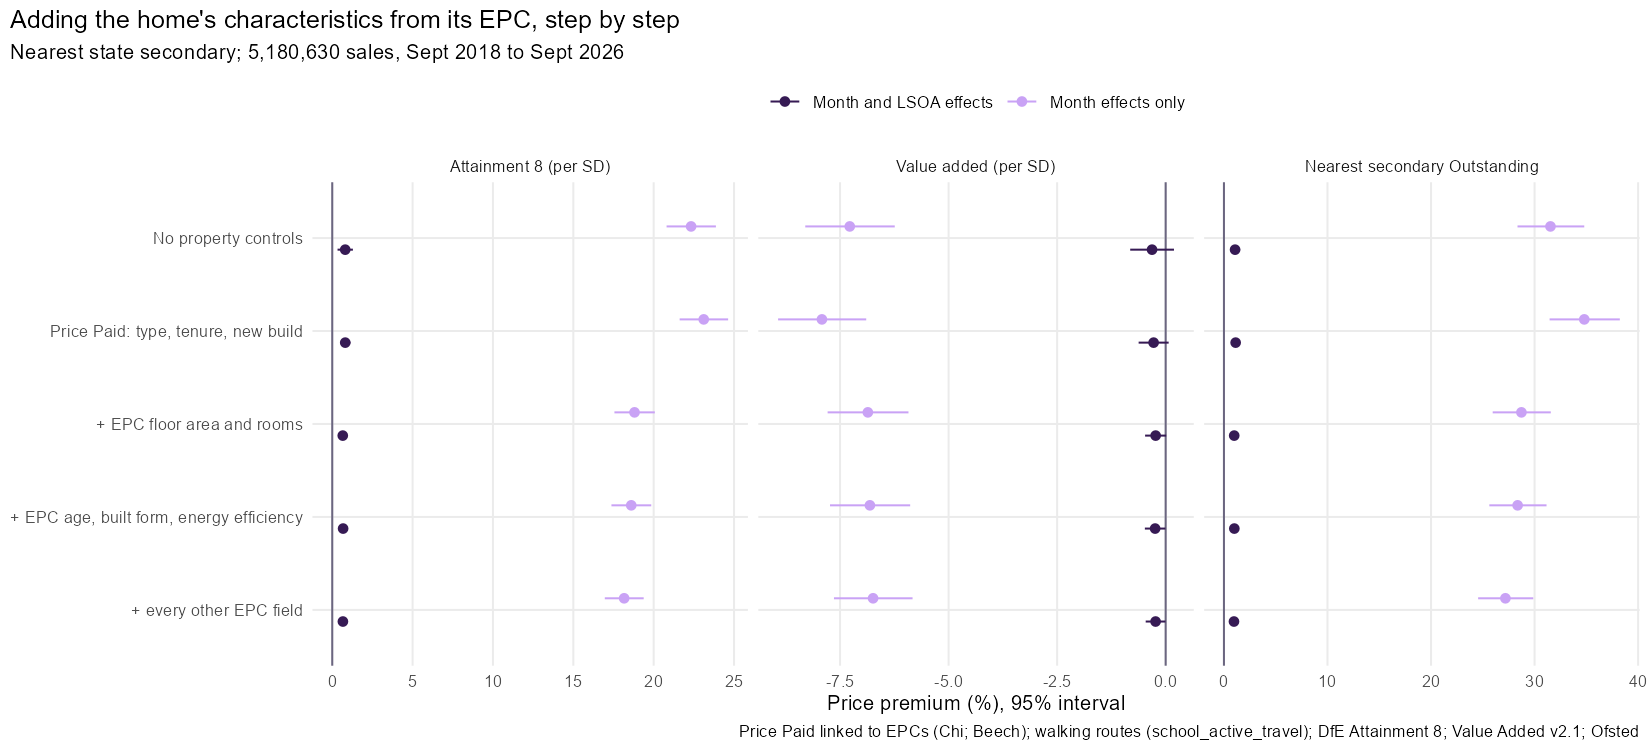 Adding the home's characteristics from its EPC, step by step
Nearest state secondary; 5,180,630 sales, Sept 2018 to Sept 2026
Month and LSOA effects
Month effects only
Attainment 8 (per SD)
Value added (per SD)
Nearest secondary Outstanding
No property controls
Price Paid: type, tenure, new build
+ EPC floor area and rooms
+ EPC age, built form, energy efficiency
+ every other EPC field
0 5 10 15 20 25
-7.5 -5.0 -2.5 0.0
0 10 20 30 40
Price premium (%), 95% interval
Price Paid linked to EPCs (Chi; Beech); walking routes (school_active_travel); DfE Attainment 8; Value Added v2.1; Ofsted